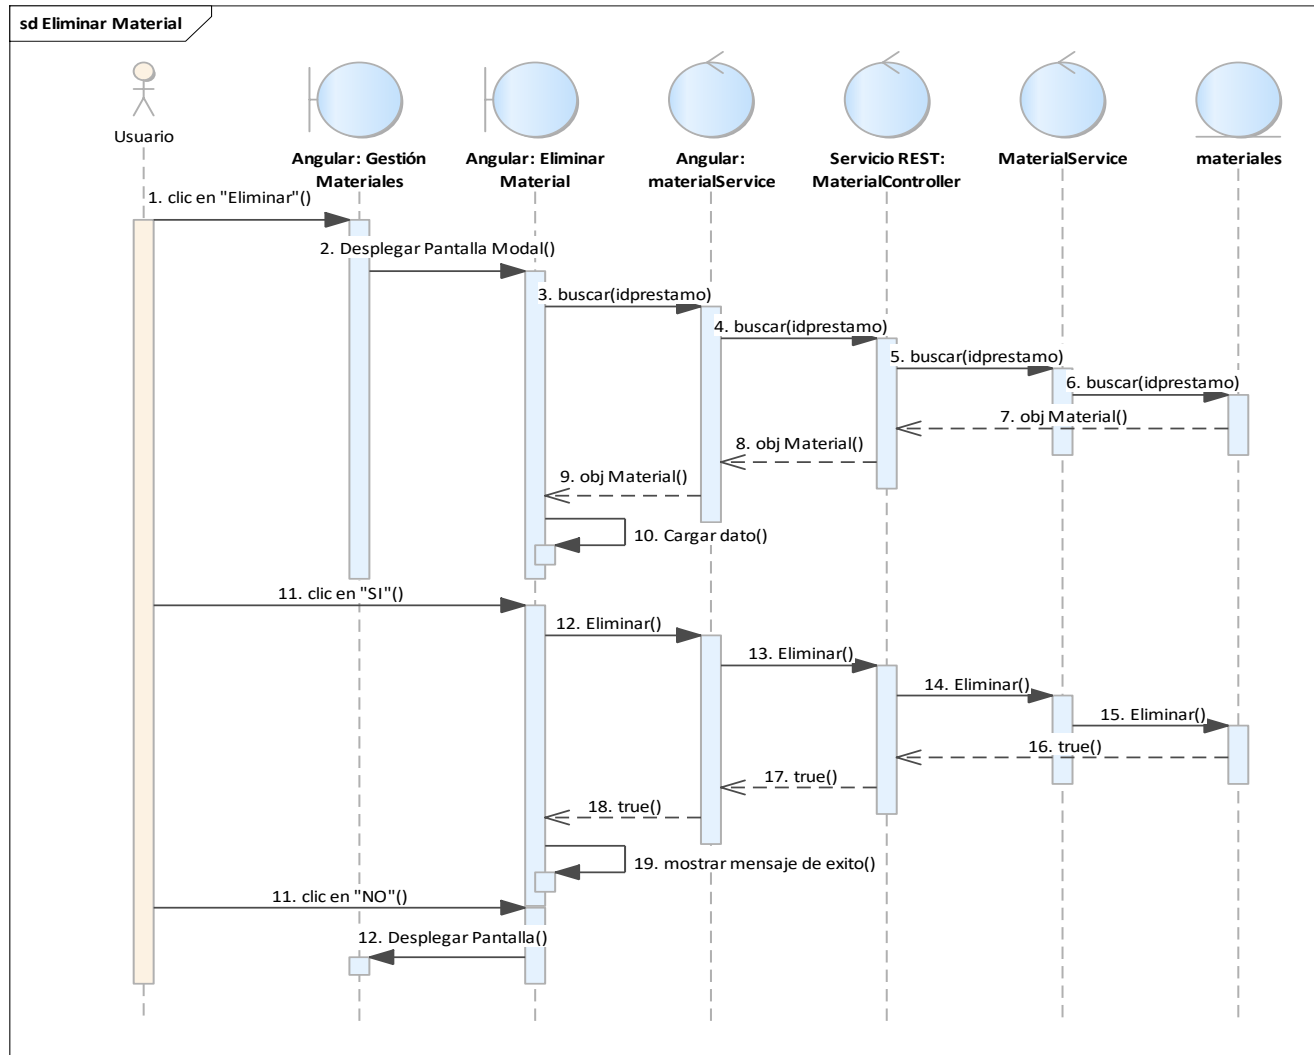 sd Eliminar Material
Usuario
Angular: Gestión
Materiales
Angular: Eliminar
Material
Angular:
materialService
Servicio REST:
MaterialController
MaterialService
materiales
1. clic en "Eliminar"()
2. Desplegar Pantalla Modal()
3. buscar(idprestamo)
4. buscar(idprestamo)
5. buscar(idprestamo)
6. buscar(idprestamo)
7. obj Material()
8. obj Material()
9. obj Material()
10. Cargar dato()
11. clic en "SI"()
12. Eliminar()
13. Eliminar()
14. Eliminar()
15. Eliminar()
16. true()
17. true()
18. true()
19. mostrar mensaje de exito()
11. clic en "NO"()
12. Desplegar Pantalla()